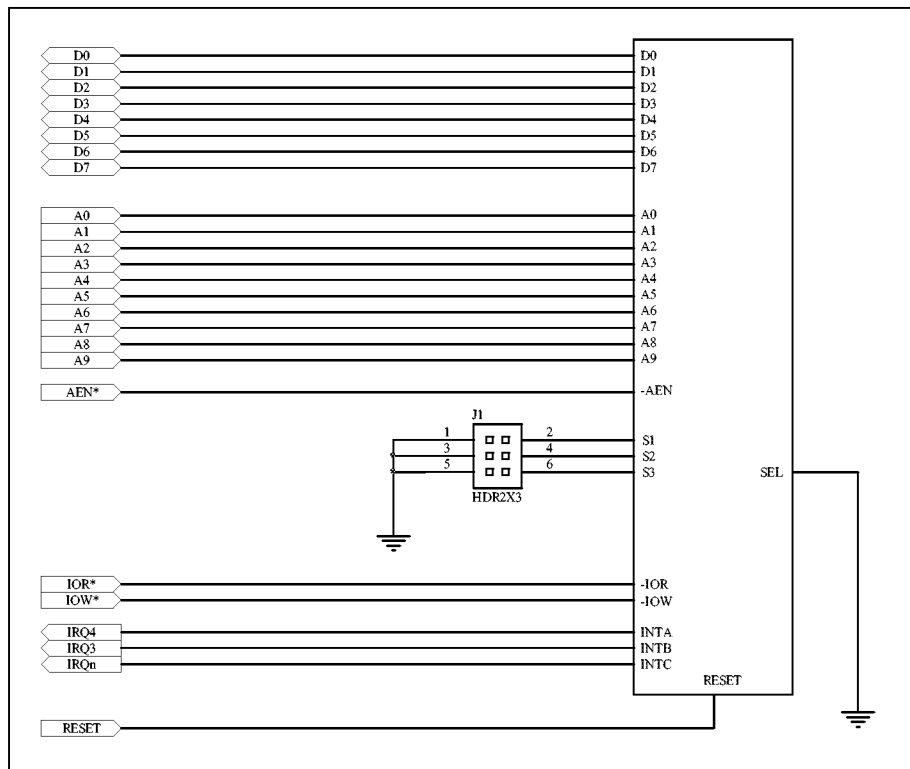 D0 D0
D1 D1
D2 D2
D3 D3
D4 D4
D5 D5
D6 D6
D7 D7
A0 A0
A1 A1
A2 A2
A3 A3
A4 A4
A5 A5
A6 A6
A7 A7
A8 A8
A9 A9
AEN* -AEN
J1
1 2 S1
3 4 S2
5 6 S3 SEL
HDR2X3
IOR* -IOR
IOW* -IOW
IRQ4 INTA
IRQ3 INTB
IRQn INTC
RESET
RESET